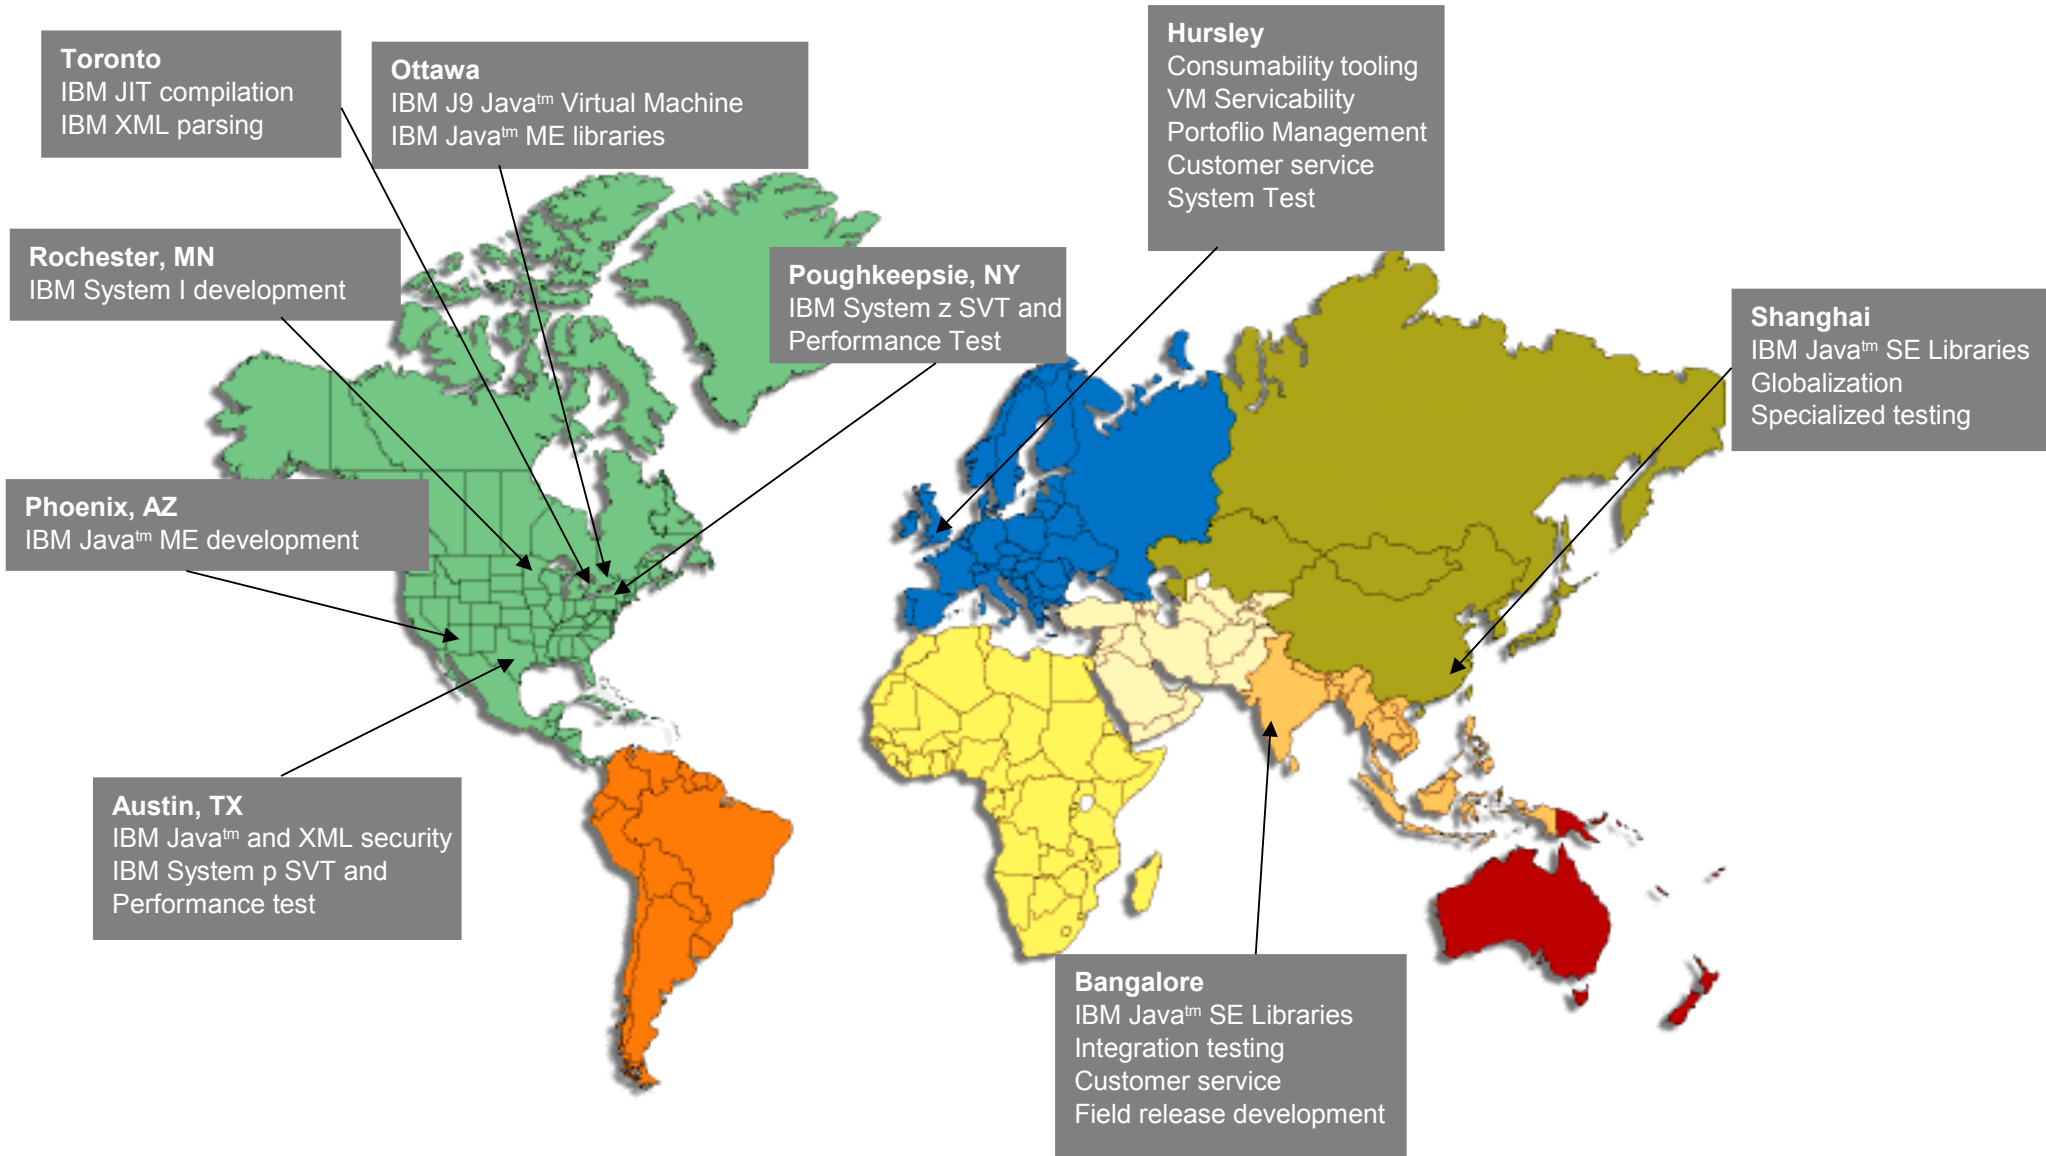 Toronto
IBM JIT compilation
IBM XML parsing
Ottawa
IBM J9 Java™ Virtual Machine
IBM Java™ ME libraries
Hursley
Consumability tooling
VM Servicability
Portoflio Management
Customer service
System Test
Rochester, MN
IBM System I development
Poughkeepsie, NY
IBM System z SVT and
Performance Test
Shanghai
IBM Java™ SE Libraries
Globalization
Specialized testing
Phoenix, AZ
IBM Java™ ME development
Austin, TX
IBM Java™ and XML security
IBM System p SVT and
Performance test
Bangalore
IBM Java™ SE Libraries
Integration testing
Customer service
Field release development